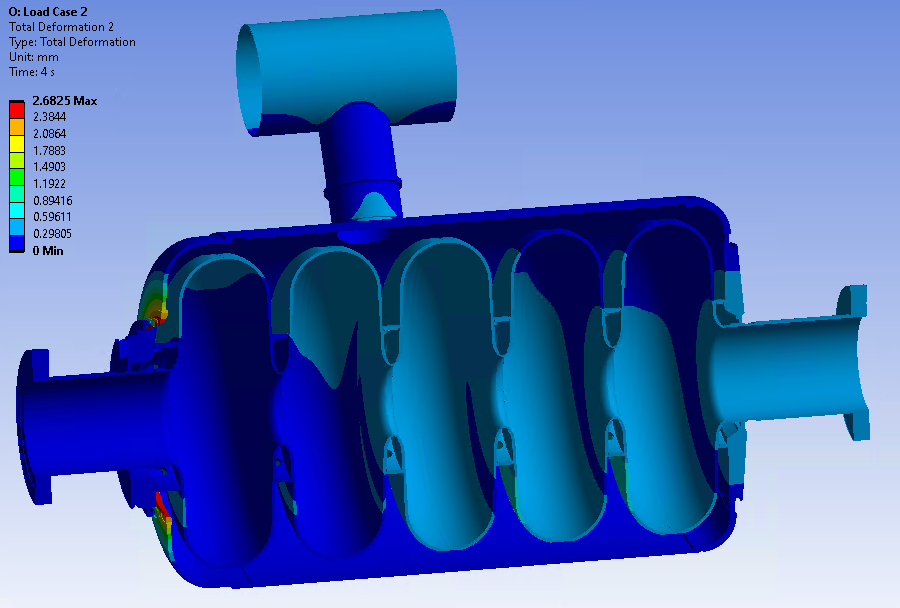 O: Load Case 2
Total Deformation 2
Type: Total Deformation
Unit: mm
Time: 4 s
2.6825 Max
2.3844
2.0864
1.7883
1.4903
1.1922
0.89416
0.59611
0.29805
0 Min